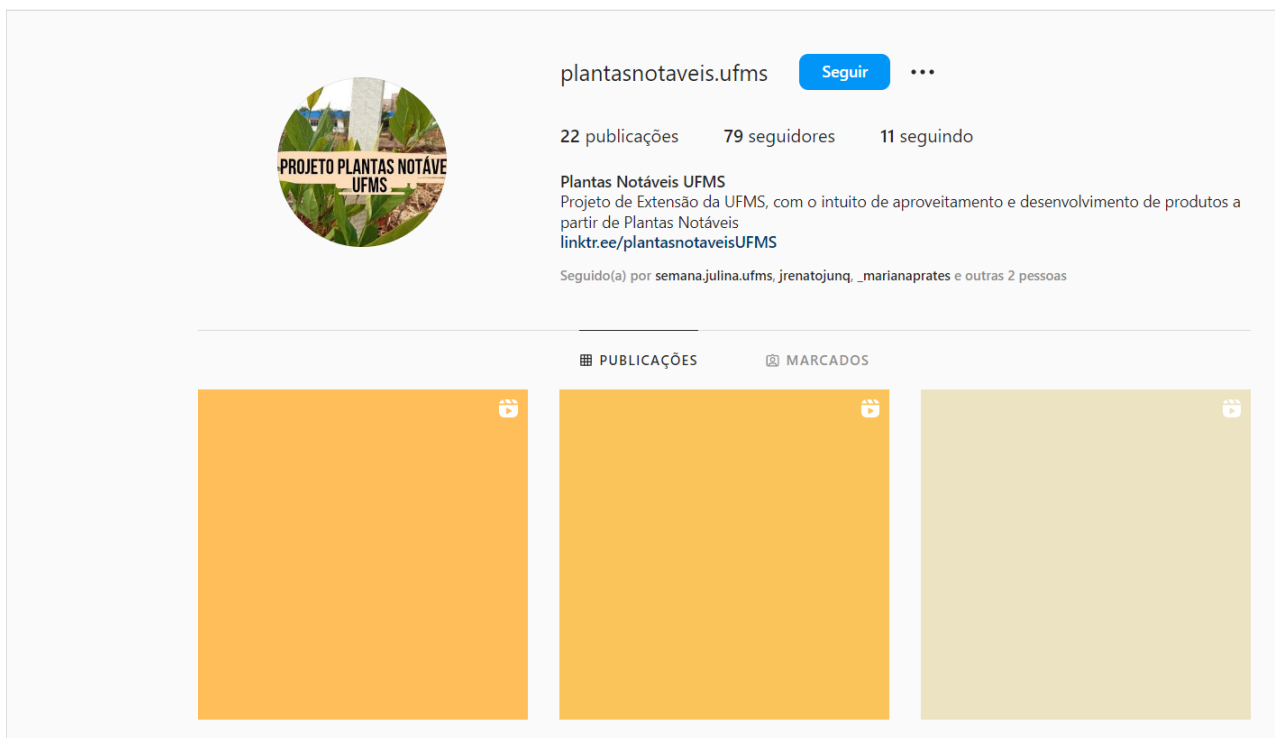 plantasnotaveis.ufms
Seguir
22 publicações 79 seguidores 11 seguindo
PROJETO PLANTAS NOTÁVE
UFMS
Plantas Notáveis UFMS
Projeto de Extensão da UFMS, com o intuito de aproveitamento e desenvolvimento de produtos a
partir de Plantas Notáveis
linktr.ee/plantasnotaveisUFMS
Seguido(a) por semana.julina.ufms, jrenatojunq, _marianaprates e outras 2 pessoas
PUBLICAÇÕES MARCADOS